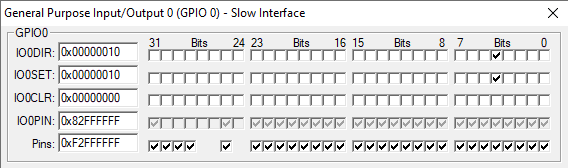 General Purpose Input/Output 0 (GPIO 0) - Slow Interface
GPIO0
31 Bits 24 23 Bits 16 15 Bits 8 7 Bits 0
IO0DIR: 0x00000010
IO0SET: 0x00000010
IO0CLR: 0x00000000
IO0PIN: 0x82FFFFFF
Pins: 0xF2FFFFFF